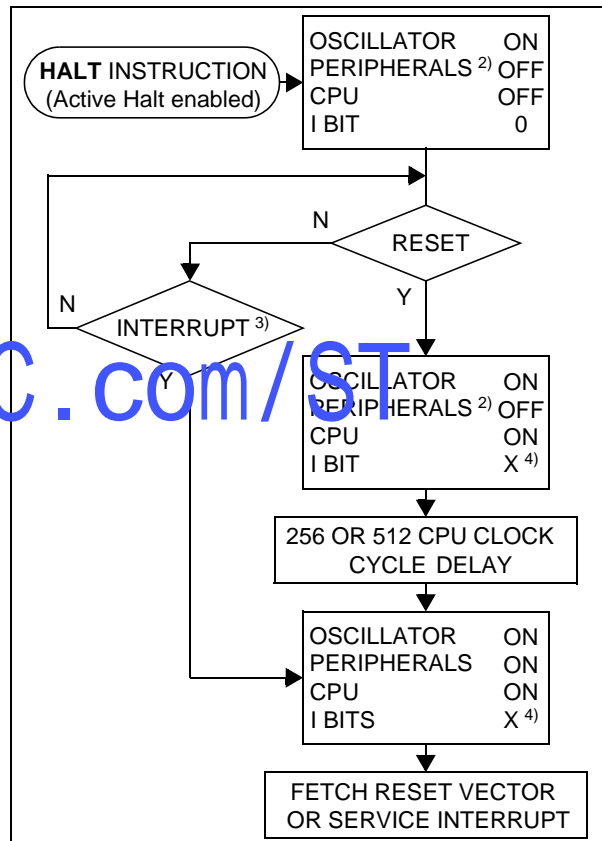 HALT INSTRUCTION
(Active Halt enabled)
OSCILLATOR ON
PERIPHERALS 2) OFF
CPU OFF
I BIT 0
RESET
N
Y
INTERRUPT 3)
N
Y
C.com/ST
OSCILLATOR ON
PERIPHERALS 2) OFF
CPU ON
I BIT X 4)
256 OR 512 CPU CLOCK
CYCLE DELAY
OSCILLATOR ON
PERIPHERALS ON
CPU ON
I BITS X 4)
FETCH RESET VECTOR
OR SERVICE INTERRUPT